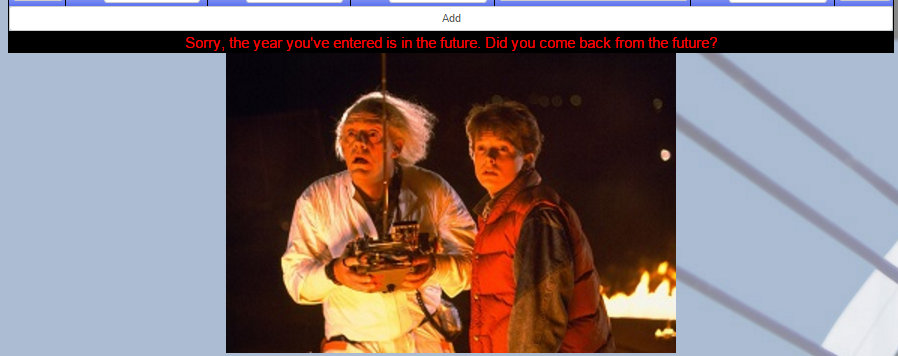 Add
Sorry, the year you've entered is in the future. Did you come back from the future?